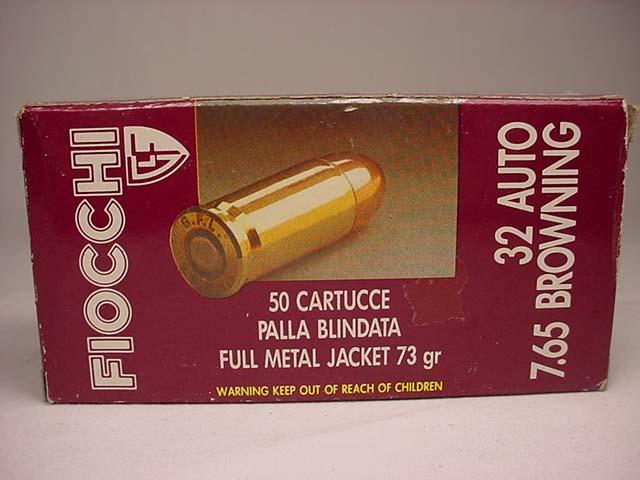 FIOCCHI
GFL
G.F.L.
50 CARTUCCE
PALLA BLINDATA
FULL METAL JACKET 73 gr
WARNING KEEP OUT OF REACH OF CHILDREN
32 AUTO
7.65 BROWNING